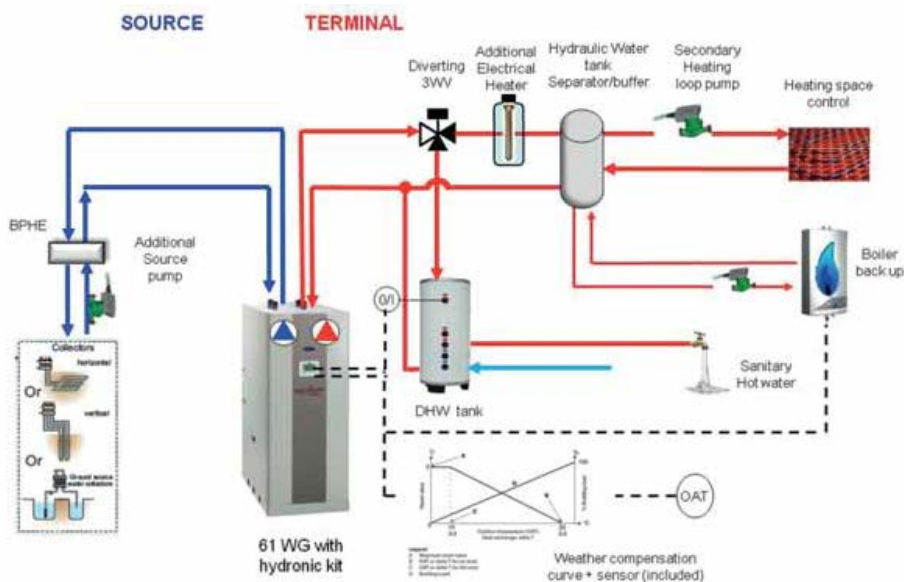 SOURCE
TERMINAL
Diverting
3WV
Additional
Electrical
Heater
Hydraulic Water
tank
Separator/buffer
Secondary
Heating
loop pump
Heating space
control
BPHE
Additional
Source
pump
Boiler
back up
0/I
Collectors
horizontal
Or
vertical
Or
Sanitary
Hot water
DHW tank
OAT
61 WG with
hydronic kit
Weather compensation
curve + sensor (included)